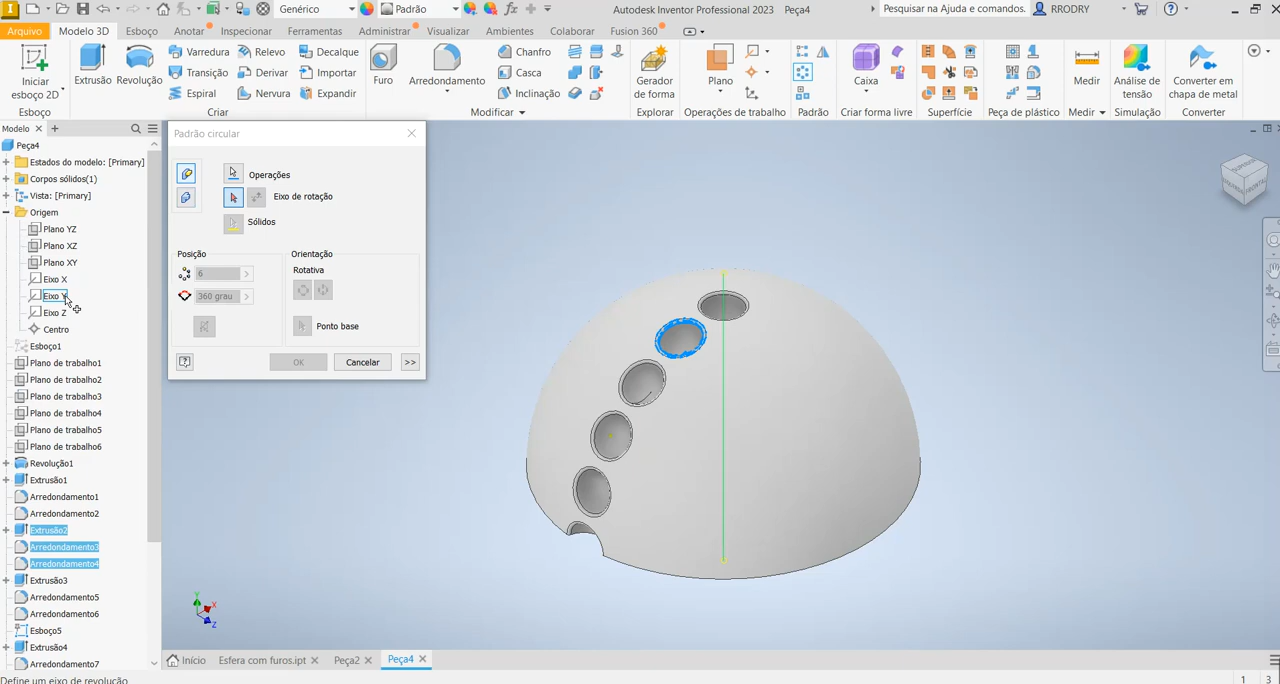 Genérico
Padrão
Autodesk Inventor Professional 2023 Peça4
Pesquisar na Ajuda e comandos.
RRODRY
Arquivo Modelo 3D Esboço Anotar Inspecionar Ferramentas Administrar Visualizar Ambientes Colaborar Fusion 360
Iniciar esboço 2D
Extrusão
Revolução
Varredura
Relevo
Decalque
Transição
Derivar
Importar
Espiral
Nervura
Expandir
Furo
Arredondamento
Chanfro
Casca
Inclinação
Gerador de forma
Plano
Caixa
Medir
Análise de tensão
Converter em chapa de metal
Esboço
Criar
Modificar
Explorar
Operações de trabalho
Padrão
Criar forma livre
Superfície
Peça de plástico
Medir
Simulação
Converter
Modelo
Peça4
Estados do modelo: [Primary]
Corpos sólidos(1)
Vista: [Primary]
Origem
Plano YZ
Plano XZ
Plano XY
Eixo X
Eixo Y
Eixo Z
Centro
Esboço1
Plano de trabalho1
Plano de trabalho2
Plano de trabalho3
Plano de trabalho4
Plano de trabalho5
Plano de trabalho6
Revolução1
Extrusão1
Arredondamento1
Arredondamento2
Extrusão2
Arredondamento3
Arredondamento4
Extrusão3
Arredondamento5
Arredondamento6
Esboço5
Extrusão4
Arredondamento7
Padrão circular
Operações
Eixo de rotação
Sólidos
Posição
6
360 grau
Orientação
Rotativa
Ponto base
OK
Cancelar
>>
SUPERIOR
FRONTAL
Y
X
Z
Início
Esfera com furos.ipt
Peça2
Peça4
Define um eixo de revolução
1 3